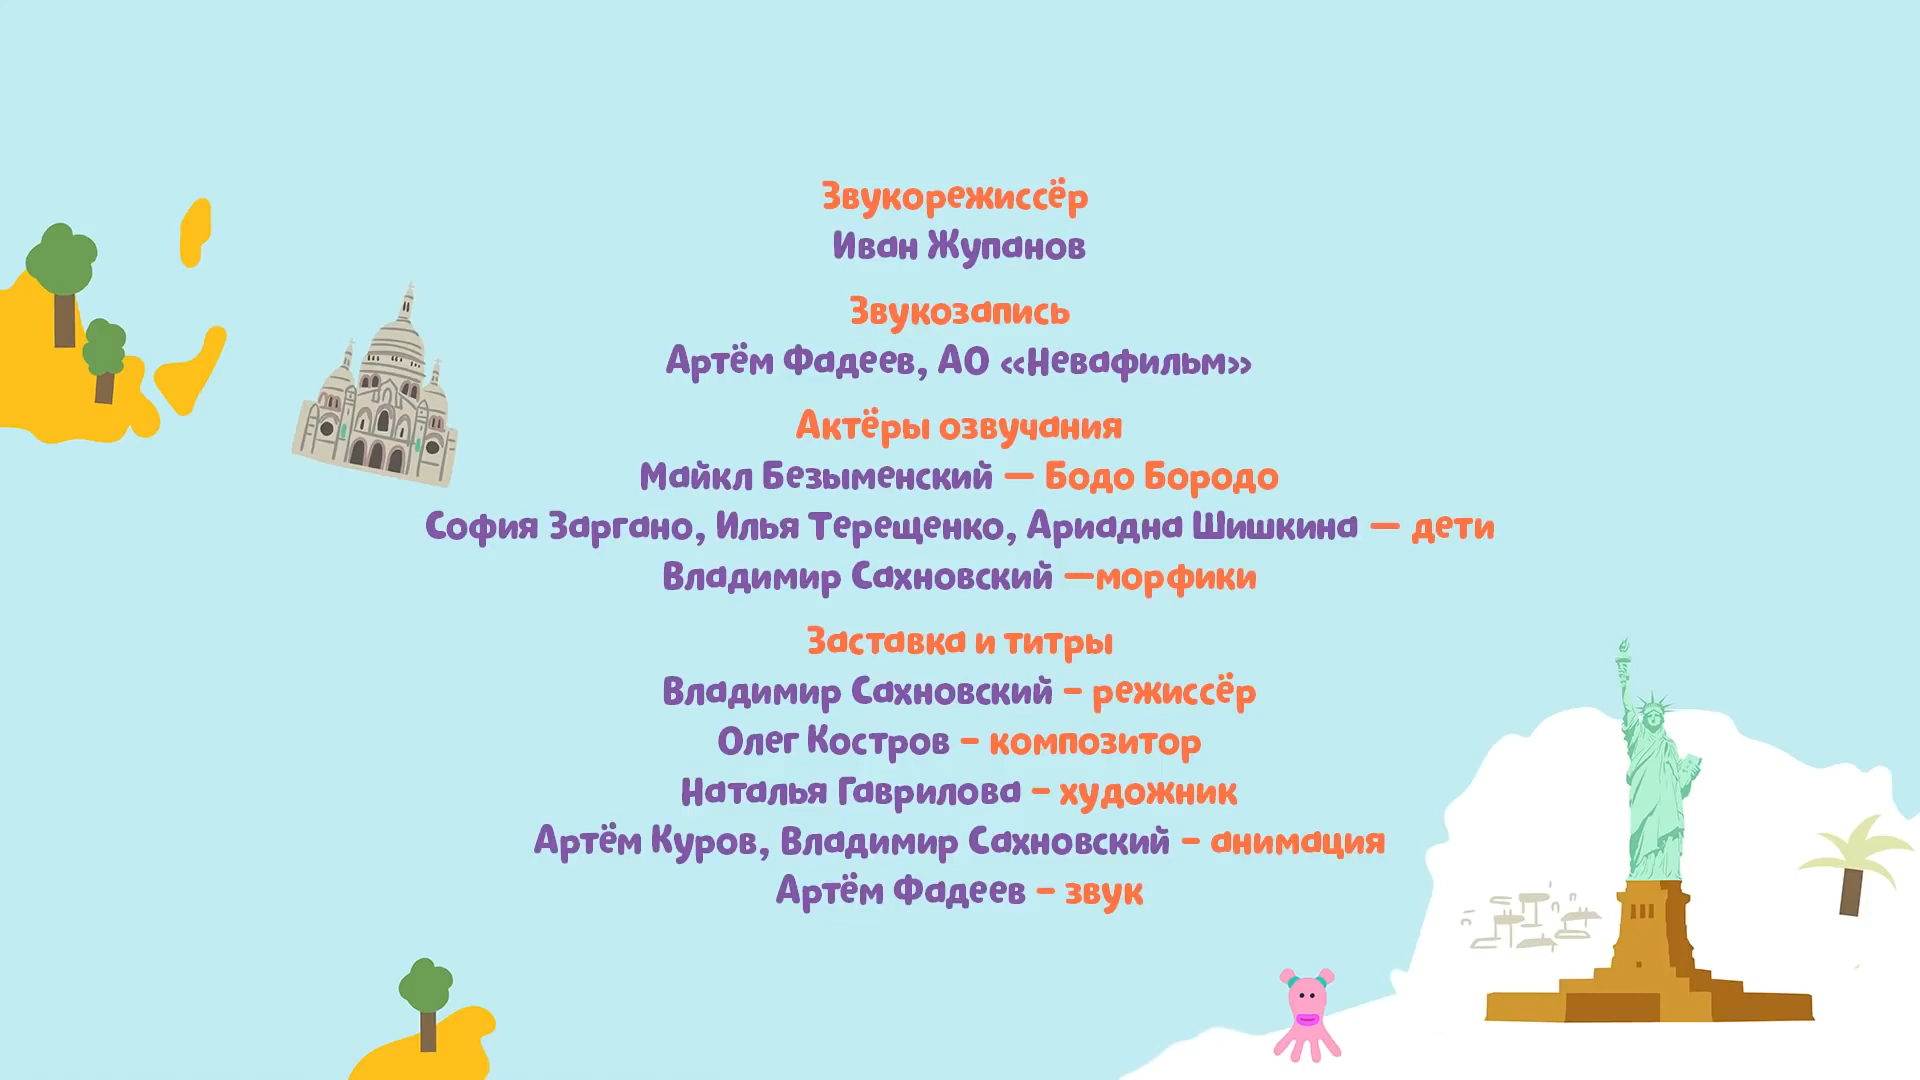 Звукорежиссёр
Иван Жупанов
Звукозапись
Артём Фадеев, АО «Невафильм»
Актёры озвучания
Майкл Безыменский — Бодо Бородо
София Заргано, Илья Терещенко, Ариадна Шишкина — дети
Владимир Сахновский —морфики
Заставка и титры
Владимир Сахновский - режиссёр
Олег Костров - композитор
Наталья Гаврилова - художник
Артём Куров, Владимир Сахновский - анимация
Артём Фадеев - звук